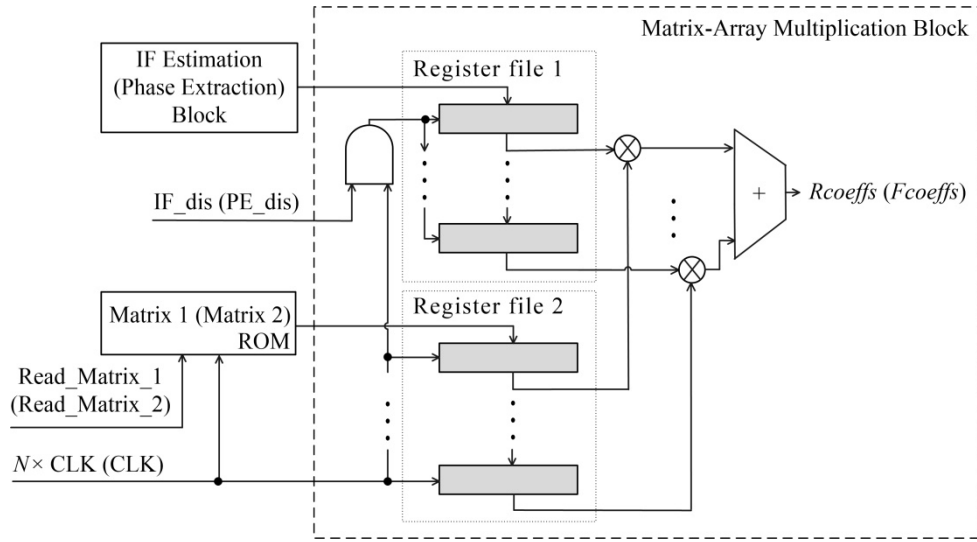 Matrix-Array Multiplication Block
IF Estimation
(Phase Extraction)
Block
Register file 1
IF_dis (PE_dis)
+
Rcoeffs (Fcoeffs)
Matrix 1 (Matrix 2)
ROM
Register file 2
Read_Matrix_1
(Read_Matrix_2)
N× CLK (CLK)